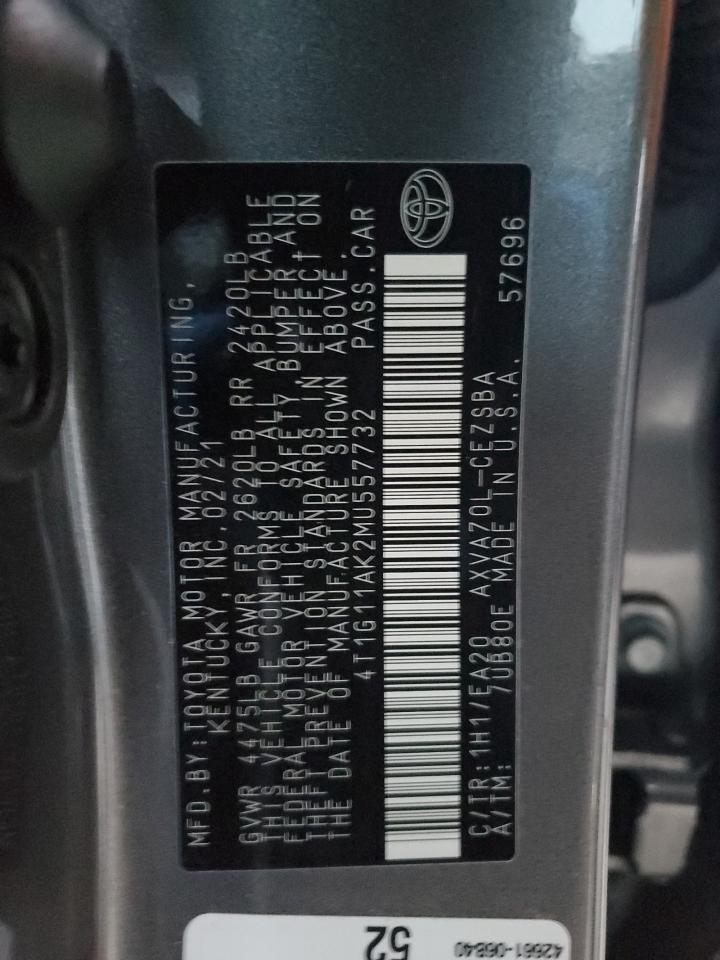 MFD.BY:TOYOTA MOTOR MANUFACTURING,
KENTUCKY,INC.02/21
GVWR 4475LB GAWR FR 2620LB RR 2420LB
THIS VEHICLE CONFORMS TO ALL APPLICABLE
FEDERAL MOTOR VEHICLE SAFETY,BUMPER,AND
THEFT PREVENTION STANDARDS IN EFFECT ON
THE DATE OF MANUFACTURE SHOWN ABOVE.
4T1G11AK2MU557732 PASS.CAR
C/TR:1H1/EA20 AXVA70L-CEZSBA 57696
A/TM: 70B80E MADE IN U.S.A.
52
42661-06B40